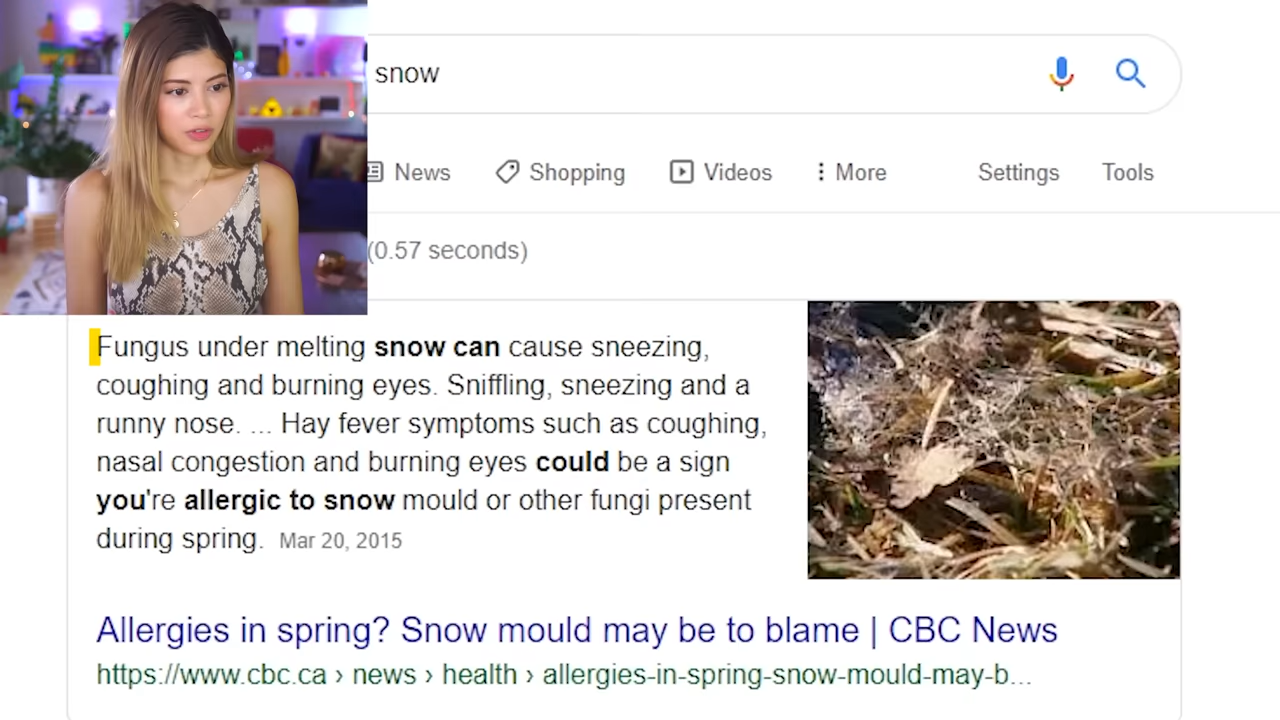 snow
News
Shopping
Videos
More
Settings
Tools
(0.57 seconds)
Fungus under melting snow can cause sneezing,
coughing and burning eyes. Sniffling, sneezing and a
runny nose. ... Hay fever symptoms such as coughing,
nasal congestion and burning eyes could be a sign
you're allergic to snow mould or other fungi present
during spring. Mar 20, 2015
Allergies in spring? Snow mould may be to blame | CBC News
https://www.cbc.ca › news › health › allergies-in-spring-snow-mould-may-b...